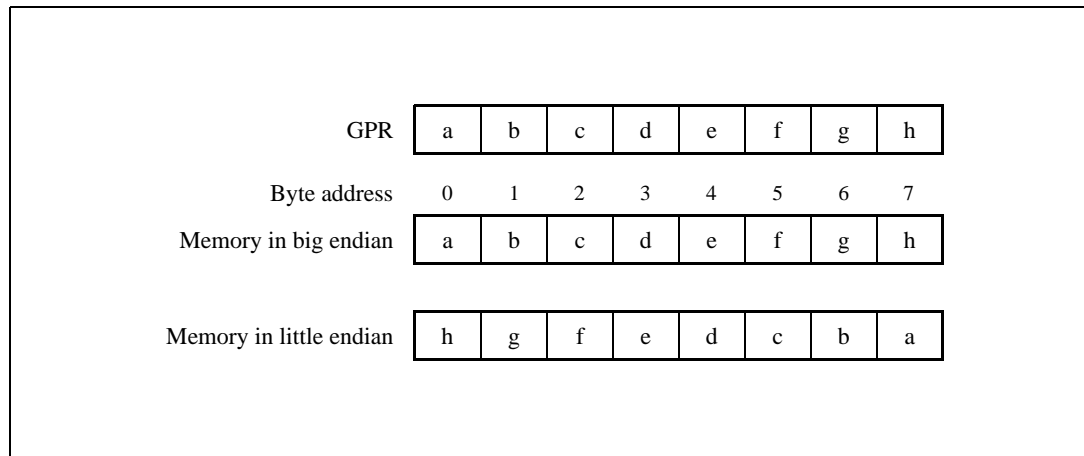 GPR a b c d e f g h
Byte address 0 1 2 3 4 5 6 7
Memory in big endian a b c d e f g h
Memory in little endian h g f e d c b a